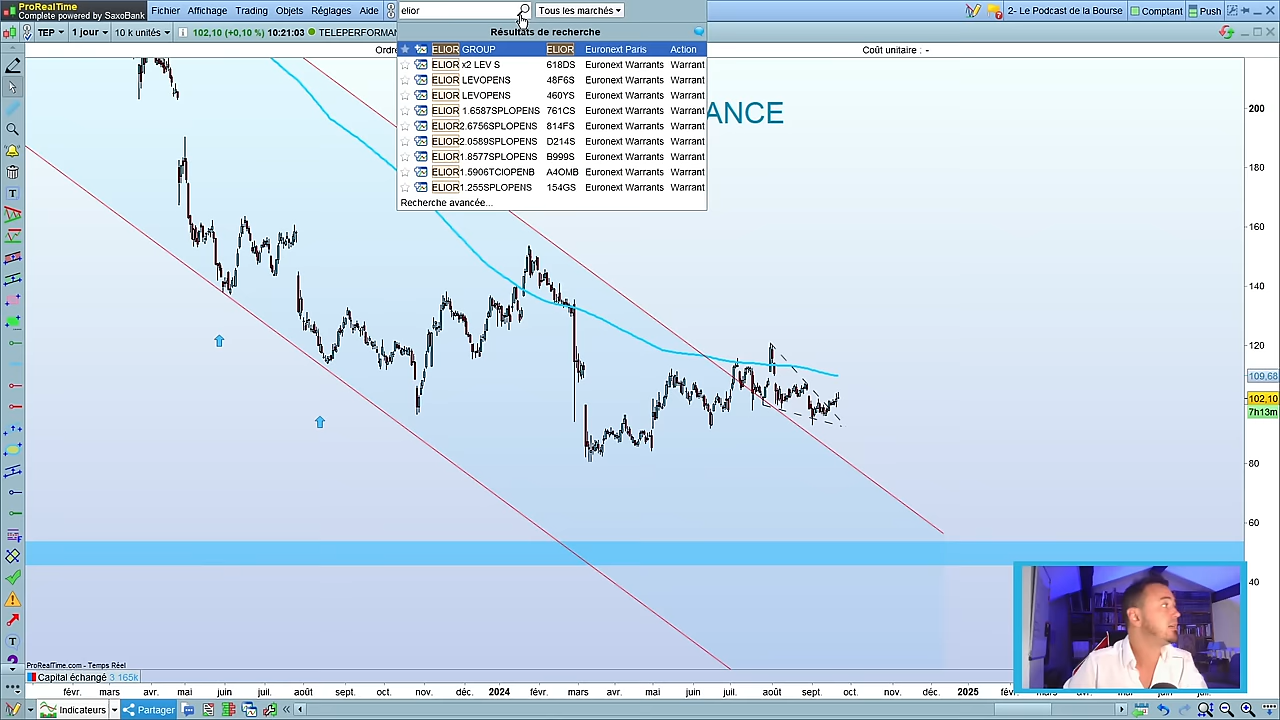 ProRealTime
Complete powered by SaxoBank
Fichier Affichage Trading Objets Réglages Aide
elior
Tous les marchés
2- Le Podcast de la Bourse
Comptant
Push
TEP
1 jour
10 k unités
102,10 (+0,10 %) 10:21:03
TELEPERFORMAN
Ordre
Coût unitaire : -
Résultats de recherche
ELIOR GROUP ELIOR Euronext Paris Action
ELIOR x2 LEV S 618DS Euronext Warrants Warrant
ELIOR LEVOPENS 48F6S Euronext Warrants Warrant
ELIOR LEVOPENS 460YS Euronext Warrants Warrant
ELIOR 1.6587SPLOPENS 761CS Euronext Warrants Warrant
ELIOR2.6756SPLOPENS 814FS Euronext Warrants Warrant
ELIOR2.0589SPLOPENS D214S Euronext Warrants Warrant
ELIOR1.8577SPLOPENS B999S Euronext Warrants Warrant
ELIOR1.5906TCIOPENB A4OMB Euronext Warrants Warrant
ELIOR1.255SPLOPENS 154GS Euronext Warrants Warrant
Recherche avancée...
ANCE
200
180
160
140
120
109,68
102,10
7h13m
80
60
40
ProRealTime.com - Temps Réel
Capital échangé 3 165k
févr. mars avr. mai juin juil. août sept. oct. nov. déc. 2024 févr. mars avr. mai juin juil. août sept. oct. nov. déc. 2025
Indicateurs
Partager